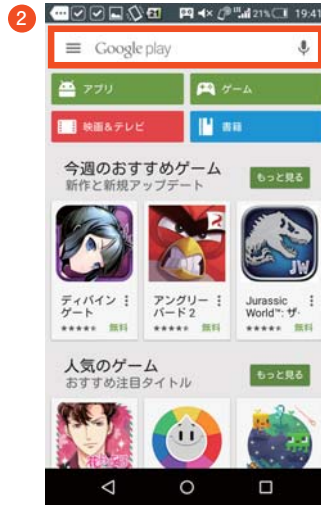 2
21 21% 19:41
Google play
アプリ
ゲーム
映画&テレビ
書籍
今週のおすすめゲーム
新作と新規アップデート
もっと見る
JW
ディバイン
ゲート
無料
アングリー
バード 2
無料
Jurassic
World™: ザ·
無料
人気のゲーム
おすすめ注目タイトル
もっと見る